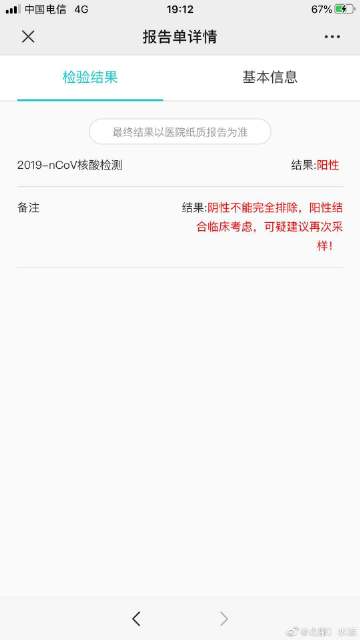 中国电信 4G 19:12 67%
报告单详情
检验结果 基本信息
最终结果以医院纸质报告为准
2019-nCoV核酸检测 结果:阳性
备注 结果:阴性不能完全排除，阳性结
合临床考虑，可疑建议再次采
样！